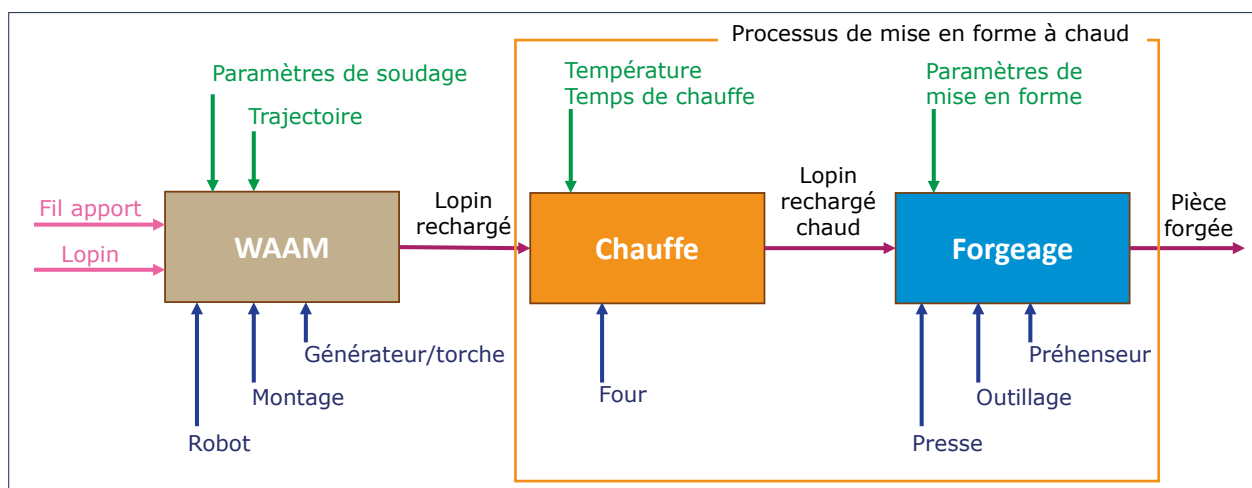 Processus de mise en forme à chaud
Paramètres de soudage
Trajectoire
Température
Temps de chauffe
Paramètres de
mise en forme
Fil apport
Lopin
WAAM
Lopin
rechargé
Chauffe
Lopin
rechargé
chaud
Forgeage
Pièce
forgée
Générateur/torche
Montage
Robot
Four
Préhenseur
Outillage
Presse